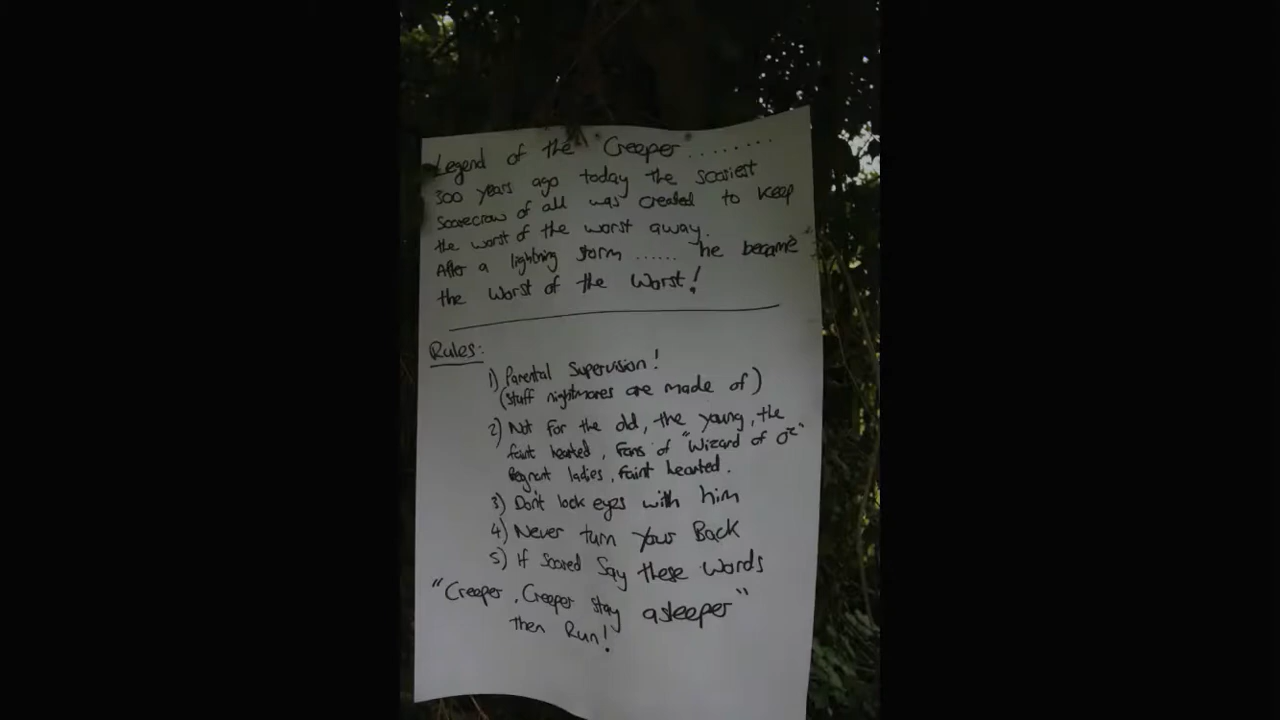 Legend of the Creeper........
300 years ago today the scariest
scarecrow of all was created to keep
the worst of the worst away.
After a lightning storm ...... he became
the Worst of the Worst!
Rules:
1) Parental Supervision!
(stuff nightmares are made of)
2) Not for the old, the young, the
faint hearted, Fans of "Wizard of Oz"
Pregnant ladies, Faint hearted.
3) Don't lock eyes with him
4) Never turn your Back
5) If Scared Say these Words
"Creeper, Creeper stay asleeper"
then Run!